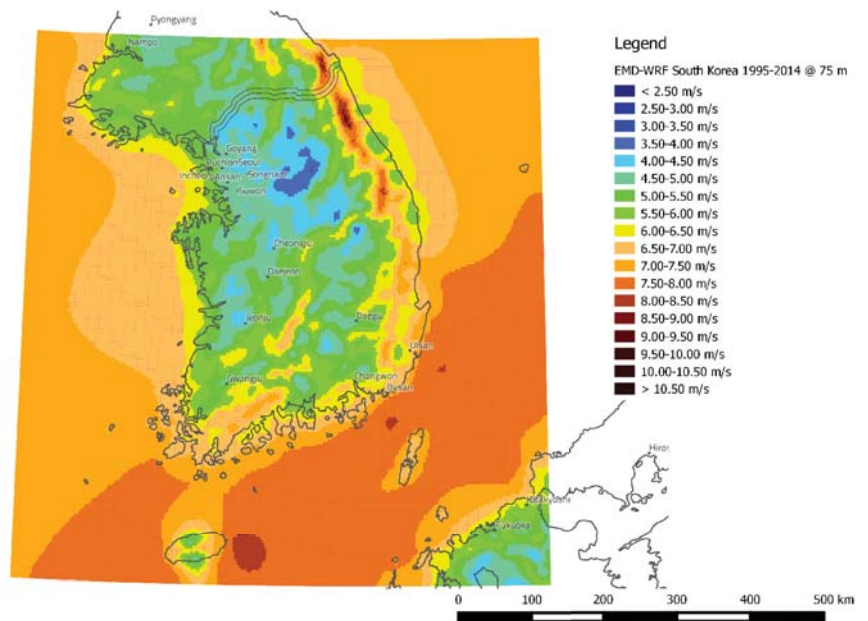 Pyongyang
Nampo
Goyang
Puchon
Seoul
Incheon
Ansan
Songnam
Suwon
Cheongju
Daejeon
Jeonju
Daegu
Ulsan
Gwangju
Changwon
Busan
Hiros
Kitakyushu
Fukuoka
Legend
EMD-WRF South Korea 1995-2014 @ 75 m
< 2.50 m/s
2.50-3.00 m/s
3.00-3.50 m/s
3.50-4.00 m/s
4.00-4.50 m/s
4.50-5.00 m/s
5.00-5.50 m/s
5.50-6.00 m/s
6.00-6.50 m/s
6.50-7.00 m/s
7.00-7.50 m/s
7.50-8.00 m/s
8.00-8.50 m/s
8.50-9.00 m/s
9.00-9.50 m/s
9.50-10.00 m/s
10.00-10.50 m/s
> 10.50 m/s
0 100 200 300 400 500 km